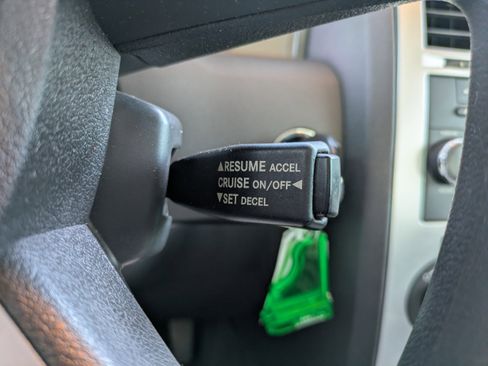 ▲RESUME ACCEL
CRUISE ON/OFF◀
▼SET DECEL